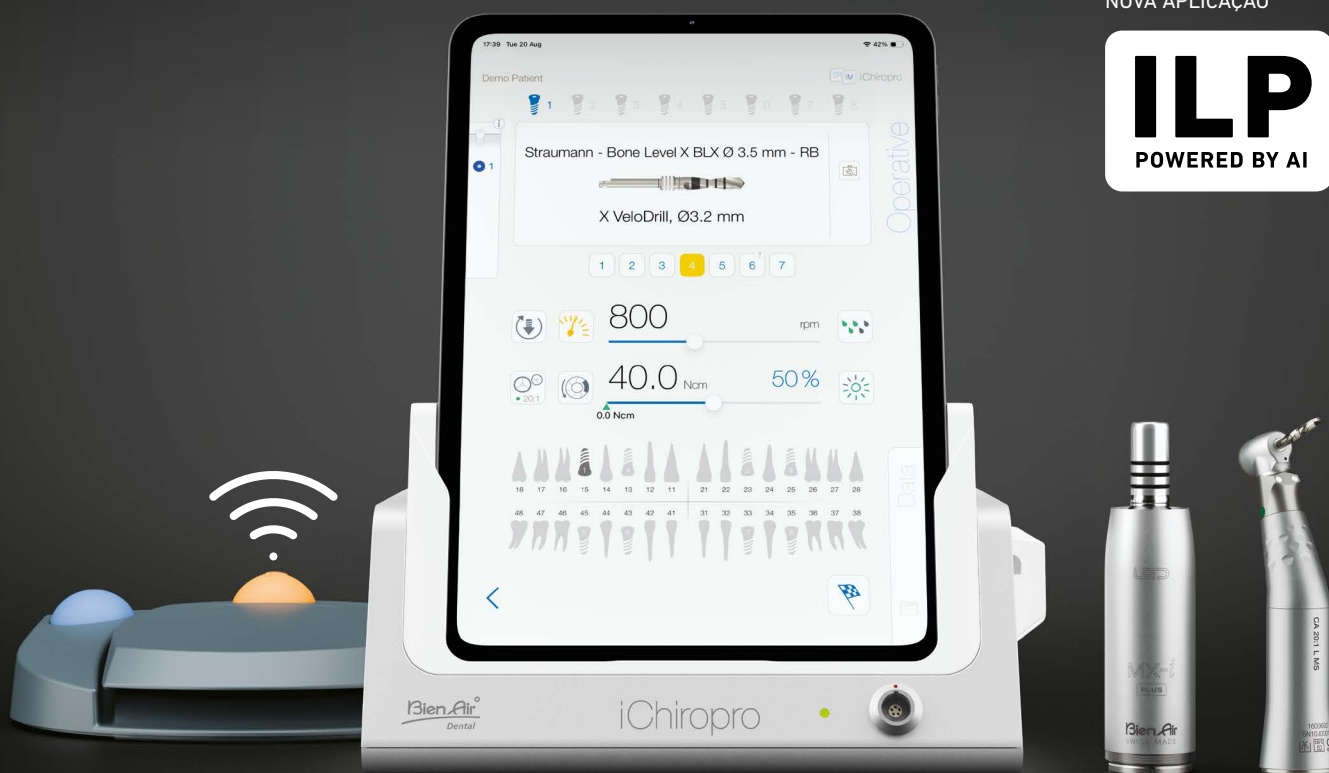 NOVA APLICAÇÃO
ILP
POWERED BY AI
17:39 Tue 20 Aug
42%
Demo Patient
IM iChiropro
1 2 3 4 5 6 7 8
i
1
Straumann - Bone Level X BLX Ø 3.5 mm - RB
X VeloDrill, Ø3.2 mm
Operative
1 2 3 4 5 6 7
800 rpm
20:1
40.0 Ncm 50%
0.0 Ncm
18 17 16 15 14 13 12 11 21 22 23 24 25 26 27 28
48 47 46 45 44 43 42 41 31 32 33 34 35 36 37 38
Data
Bien Air
Dental
iChiropro
LED
MX-i
PLUS
Bien Air
SWISS MADE
CA 20:1 L MS